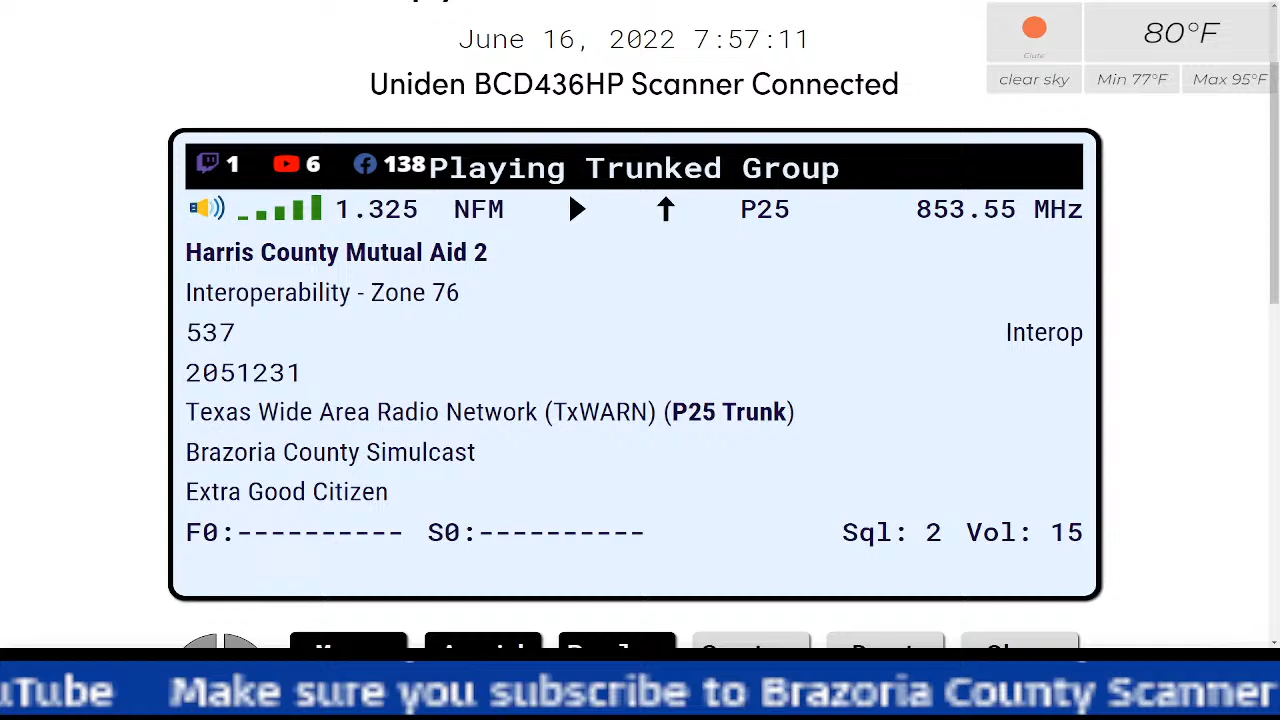 June 16, 2022 7:57:11
80°F
Clute
clear sky Min 77°F Max 95°F
Uniden BCD436HP Scanner Connected
1 6 138 Playing Trunked Group
1.325 NFM P25 853.55 MHz
Harris County Mutual Aid 2
Interoperability - Zone 76
537 Interop
2051231
Texas Wide Area Radio Network (TxWARN) (P25 Trunk)
Brazoria County Simulcast
Extra Good Citizen
F0:---------- S0:---------- Sql: 2 Vol: 15
uTube Make sure you subscribe to Brazoria County Scanner